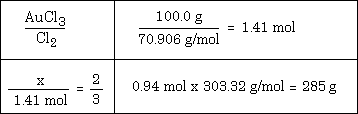 AuCl₃
Cl₂
100.0 g
70.906 g/mol
= 1.41 mol
x
1.41 mol
= 2
3
0.94 mol x 303.32 g/mol = 285 g